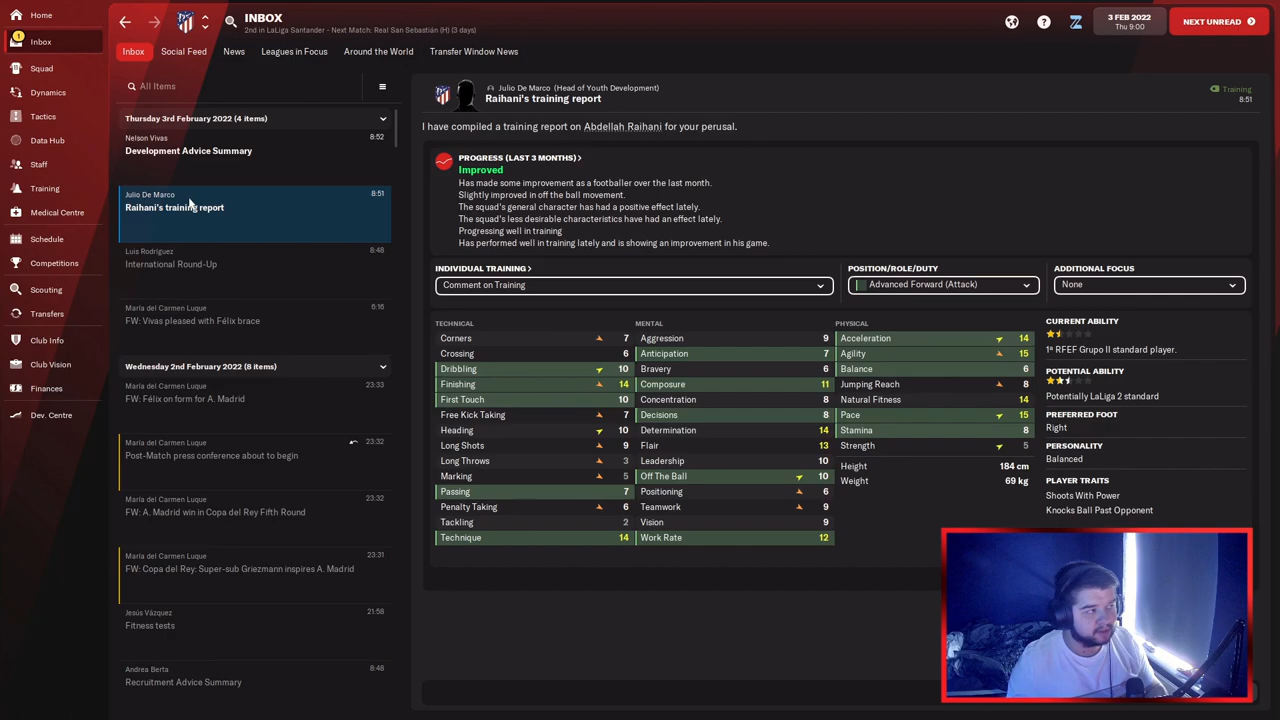 Home
1
Inbox
Squad
Dynamics
Tactics
Data Hub
Staff
Training
Medical Centre
Schedule
Competitions
Scouting
Transfers
Club Info
Club Vision
Finances
Dev. Centre
INBOX
2nd in LaLiga Santander - Next Match: Real San Sebastián (H) (3 days)
3 FEB 2022
Thu 9:00
NEXT UNREAD
Inbox Social Feed News Leagues in Focus Around the World Transfer Window News
All Items
Thursday 3rd February 2022 (4 items)
Nelson Vivas 8:52
Development Advice Summary
Julio De Marco 8:51
Raihani's training report
Luis Rodríguez 8:48
International Round-Up
María del Carmen Luque 6:16
FW: Vivas pleased with Félix brace
Wednesday 2nd February 2022 (8 items)
María del Carmen Luque 23:33
FW: Félix on form for A. Madrid
María del Carmen Luque 23:32
Post-Match press conference about to begin
María del Carmen Luque 23:32
FW: A. Madrid win in Copa del Rey Fifth Round
María del Carmen Luque 23:31
FW: Copa del Rey: Super-sub Griezmann inspires A. Madrid
Jesús Vázquez 21:58
Fitness tests
Andrea Berta 8:48
Recruitment Advice Summary
Julio De Marco (Head of Youth Development)
Raihani's training report
Training
8:51
I have compiled a training report on Abdellah Raihani for your perusal.
PROGRESS (LAST 3 MONTHS)
Improved
Has made some improvement as a footballer over the last month.
Slightly improved in off the ball movement.
The squad's general character has had a positive effect lately.
The squad's less desirable characteristics have had an effect lately.
Progressing well in training
Has performed well in training lately and is showing an improvement in his game.
INDIVIDUAL TRAINING
Comment on Training
POSITION/ROLE/DUTY
Advanced Forward (Attack)
ADDITIONAL FOCUS
None
TECHNICAL
Corners 7
Crossing 6
Dribbling 10
Finishing 14
First Touch 10
Free Kick Taking 7
Heading 10
Long Shots 9
Long Throws 3
Marking 5
Passing 7
Penalty Taking 6
Tackling 2
Technique 14
MENTAL
Aggression 9
Anticipation 7
Bravery 6
Composure 11
Concentration 8
Decisions 8
Determination 14
Flair 13
Leadership 10
Off The Ball 10
Positioning 6
Teamwork 9
Vision 9
Work Rate 12
PHYSICAL
Acceleration 14
Agility 15
Balance 6
Jumping Reach 8
Natural Fitness 14
Pace 15
Stamina 8
Strength 5
Height 184 cm
Weight 69 kg
CURRENT ABILITY
1ª RFEF Grupo II standard player.
POTENTIAL ABILITY
Potentially LaLiga 2 standard
PREFERRED FOOT
Right
PERSONALITY
Balanced
PLAYER TRAITS
Shoots With Power
Knocks Ball Past Opponent